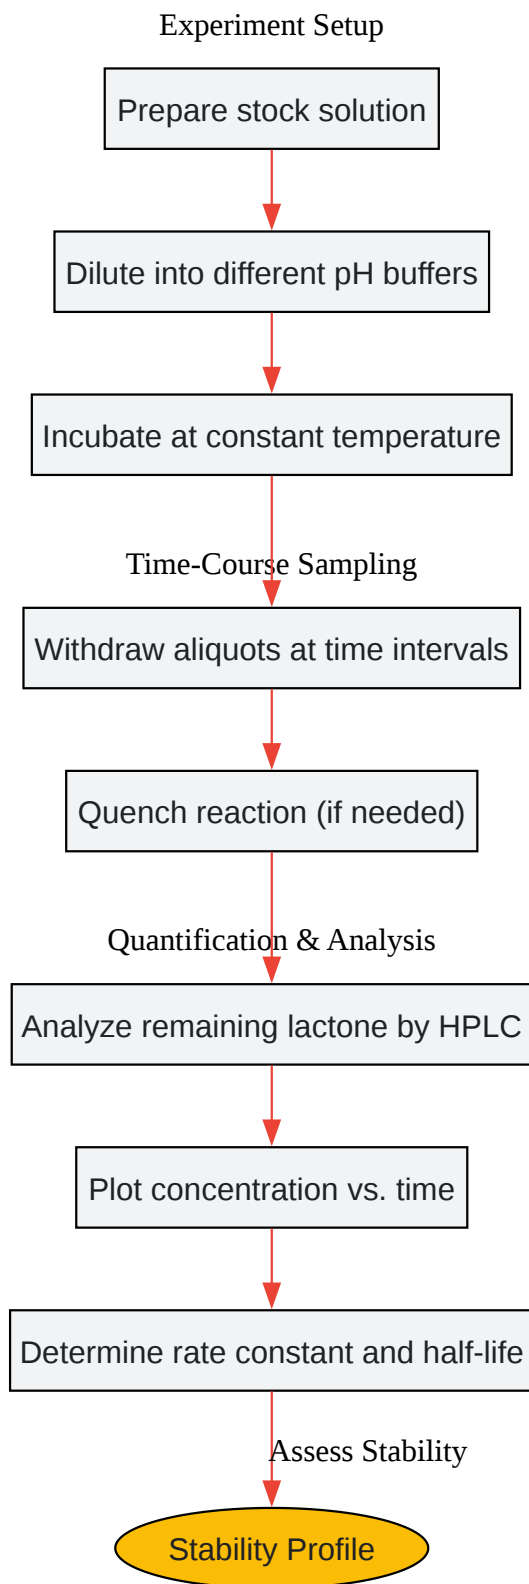 Experiment Setup
Prepare stock solution
Dilute into different pH buffers
Incubate at constant temperature
Time-Course Sampling
Withdraw aliquots at time intervals
Quench reaction (if needed)
Quantification & Analysis
Analyze remaining lactone by HPLC
Plot concentration vs. time
Determine rate constant and half-life
Assess Stability
Stability Profile